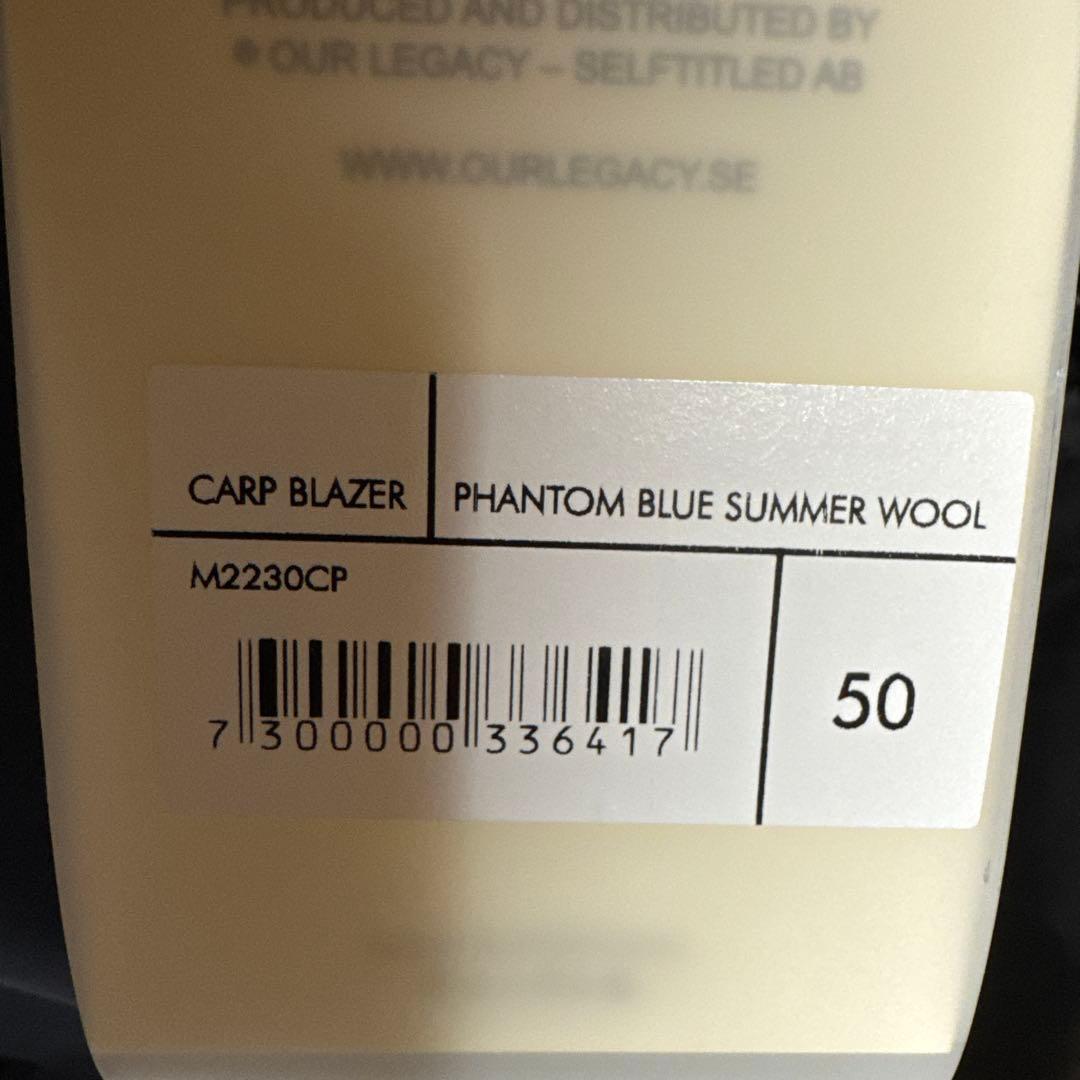 PRODUCED AND DISTRIBUTED BY
® OUR LEGACY – SELFTITLED AB
WWW.OURLEGACY.SE
CARP BLAZER
PHANTOM BLUE SUMMER WOOL
M2230CP
7 300000 336417
50